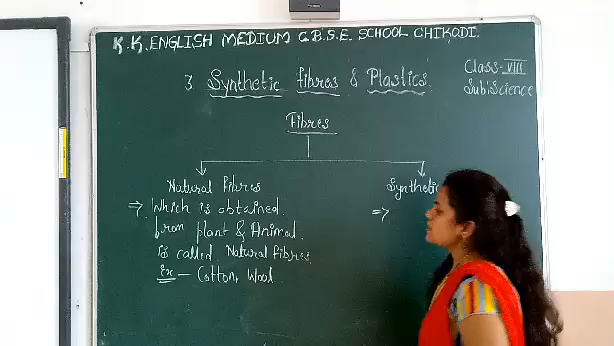 K.K. ENGLISH MEDIUM C.B.S.E. SCHOOL CHIKODI.
Class:- VIII
Sub:Science
3 Synthetic fibres & Plastics
Fibres
Natural Fibres
⇒ Which is obtained.
From plant & Animal.
is called Natural Fibres.
Ex — Cotton, Wool
Synthetic
⇒